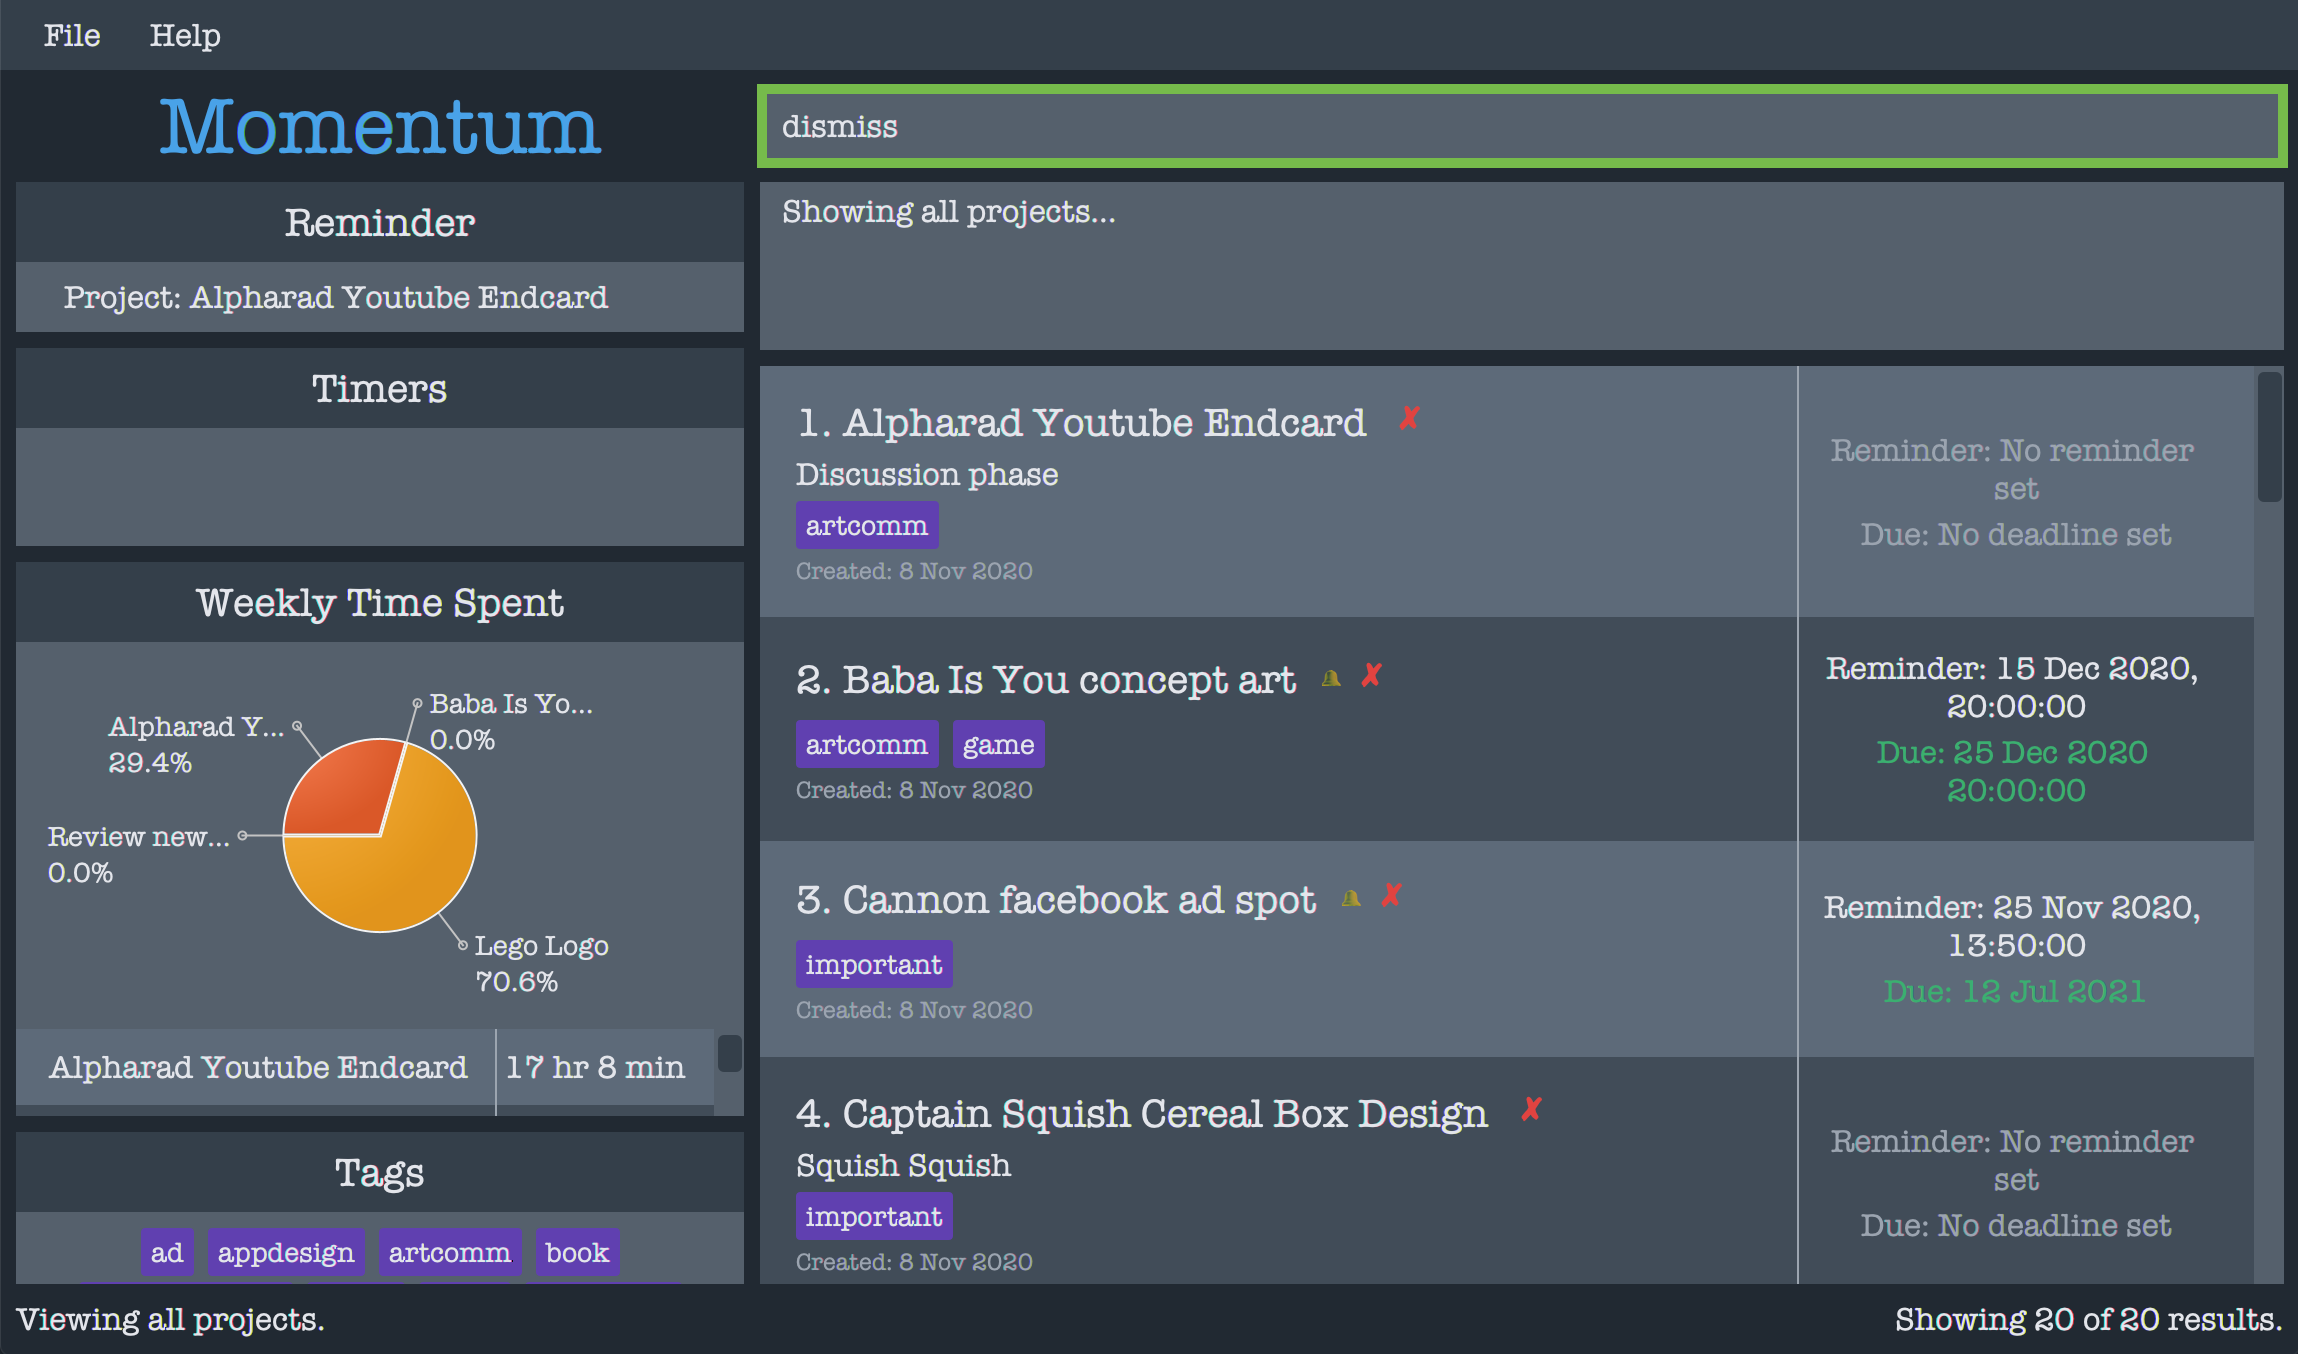 File Help
Momentum
dismiss
Reminder
Project: Alpharad Youtube Endcard
Timers
Weekly Time Spent
Alpharad Y...
29.4%
Baba Is Yo...
0.0%
Review new...
0.0%
Lego Logo
70.6%
Alpharad Youtube Endcard 17 hr 8 min
Tags
ad appdesign artcomm book
Showing all projects...
1. Alpharad Youtube Endcard ✘
Discussion phase
artcomm
Created: 8 Nov 2020
Reminder: No reminder
set
Due: No deadline set
2. Baba Is You concept art 🔔 ✘
artcomm game
Created: 8 Nov 2020
Reminder: 15 Dec 2020,
20:00:00
Due: 25 Dec 2020
20:00:00
3. Cannon facebook ad spot 🔔 ✘
important
Created: 8 Nov 2020
Reminder: 25 Nov 2020,
13:50:00
Due: 12 Jul 2021
4. Captain Squish Cereal Box Design ✘
Squish Squish
important
Created: 8 Nov 2020
Reminder: No reminder
set
Due: No deadline set
Viewing all projects.
Showing 20 of 20 results.